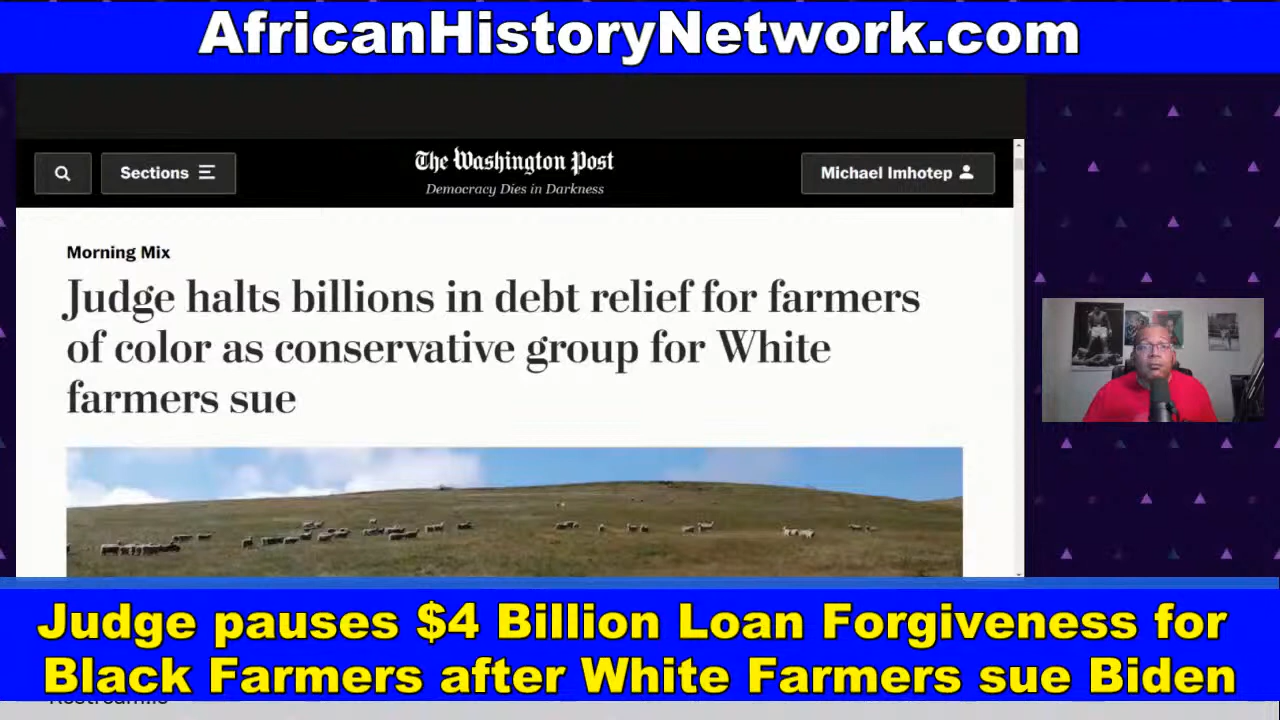 AfricanHistoryNetwork.com
Sections
The Washington Post
Democracy Dies in Darkness
Michael Imhotep
Morning Mix
Judge halts billions in debt relief for farmers
of color as conservative group for White
farmers sue
Judge pauses $4 Billion Loan Forgiveness for
Black Farmers after White Farmers sue Biden